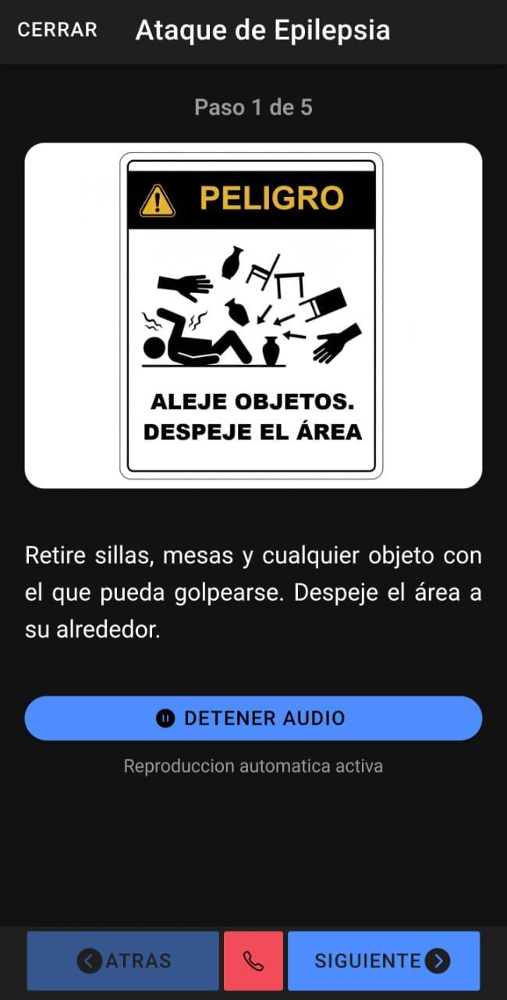 CERRAR Ataque de Epilepsia
Paso 1 de 5
PELIGRO
ALEJE OBJETOS.
DESPEJE EL ÁREA
Retire sillas, mesas y cualquier objeto con
el que pueda golpearse. Despeje el área a
su alrededor.
DETENER AUDIO
Reproduccion automatica activa
ATRAS SIGUIENTE